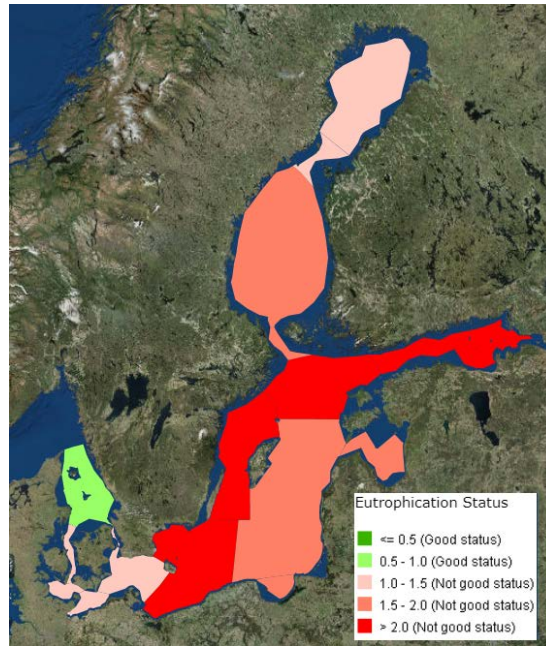 Eutrophication Status
<= 0.5 (Good status)
0.5 - 1.0 (Good status)
1.0 - 1.5 (Not good status)
1.5 - 2.0 (Not good status)
> 2.0 (Not good status)